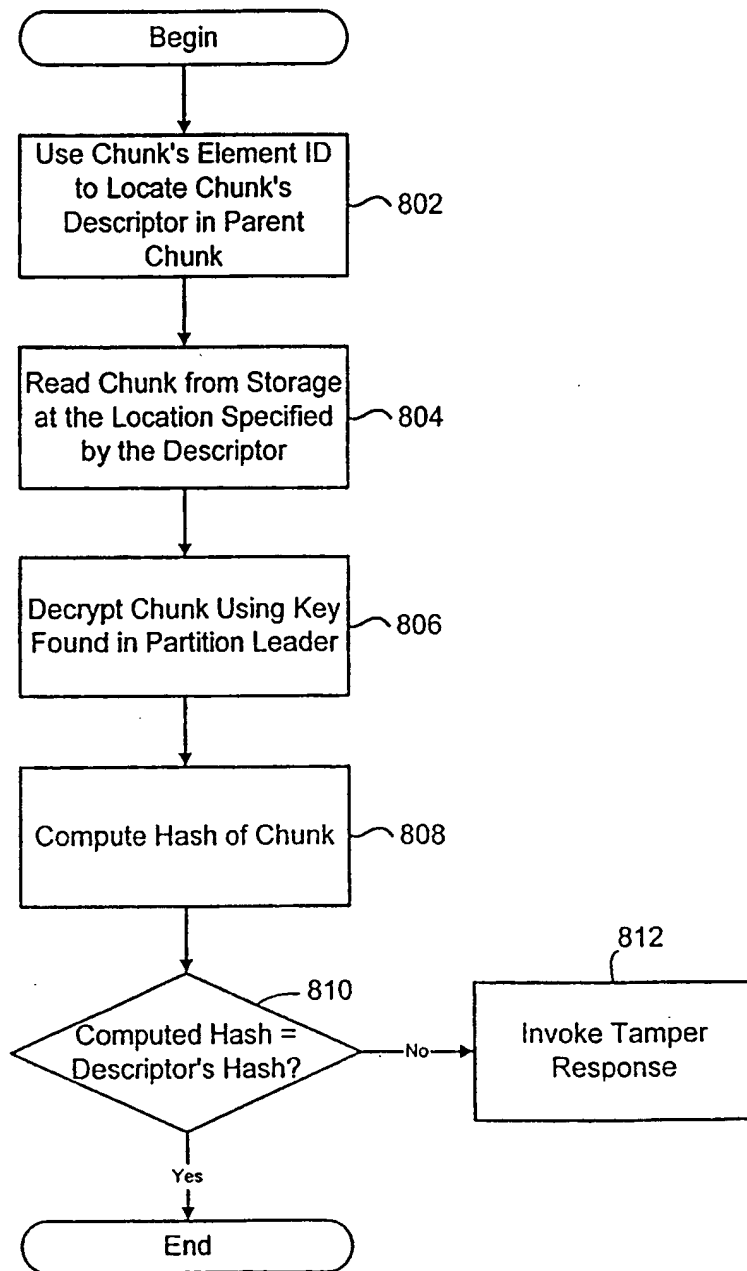 Begin
Use Chunk's Element ID
to Locate Chunk's
Descriptor in Parent
Chunk
802
Read Chunk from Storage
at the Location Specified
by the Descriptor
804
Decrypt Chunk Using Key
Found in Partition Leader
806
Compute Hash of Chunk
808
810
Computed Hash =
Descriptor's Hash?
No
812
Invoke Tamper
Response
Yes
End